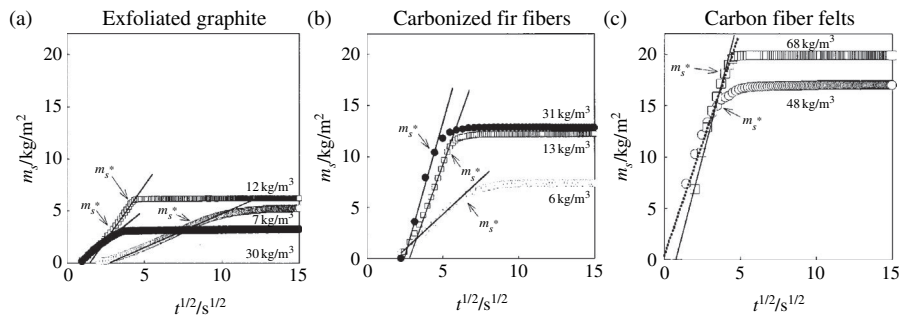 (a) Exfoliated graphite
20
15
10
5
0
m_s/kg/m²
m_s*
m_s*
m_s*
12 kg/m³
7 kg/m³
30 kg/m³
0 5 10 15
t^{1/2}/s^{1/2}
(b) Carbonized fir fibers
20
15
10
5
0
m_s/kg/m²
m_s*
m_s*
m_s*
31 kg/m³
13 kg/m³
6 kg/m³
0 5 10 15
t^{1/2}/s^{1/2}
(c) Carbon fiber felts
20
15
10
5
0
m_s/kg/m²
m_s*
m_s*
68 kg/m³
48 kg/m³
0 5 10 15
t^{1/2}/s^{1/2}